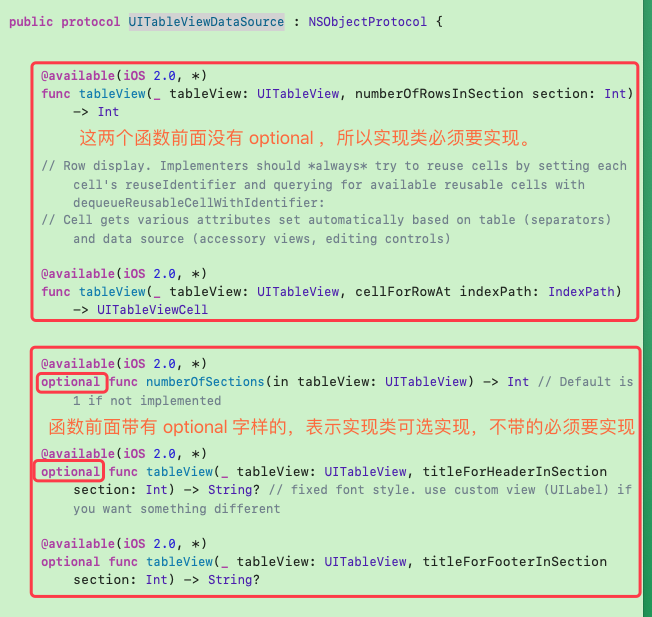 public protocol UITableViewDataSource : NSObjectProtocol {
@available(iOS 2.0, *)
func tableView(_ tableView: UITableView, numberOfRowsInSection section: Int)
-> Int
这两个函数前面没有 optional ，所以实现类必须要实现。
// Row display. Implementers should *always* try to reuse cells by setting each
cell's reuseIdentifier and querying for available reusable cells with
dequeueReusableCellWithIdentifier:
// Cell gets various attributes set automatically based on table (separators)
and data source (accessory views, editing controls)
@available(iOS 2.0, *)
func tableView(_ tableView: UITableView, cellForRowAt indexPath: IndexPath)
-> UITableViewCell
@available(iOS 2.0, *)
optional func numberOfSections(in tableView: UITableView) -> Int // Default is
1 if not implemented
函数前面带有 optional 字样的，表示实现类可选实现，不带的必须要实现
@available(iOS 2.0, *)
optional func tableView(_ tableView: UITableView, titleForHeaderInSection
section: Int) -> String? // fixed font style. use custom view (UILabel) if
you want something different
@available(iOS 2.0, *)
optional func tableView(_ tableView: UITableView, titleForFooterInSection
section: Int) -> String?